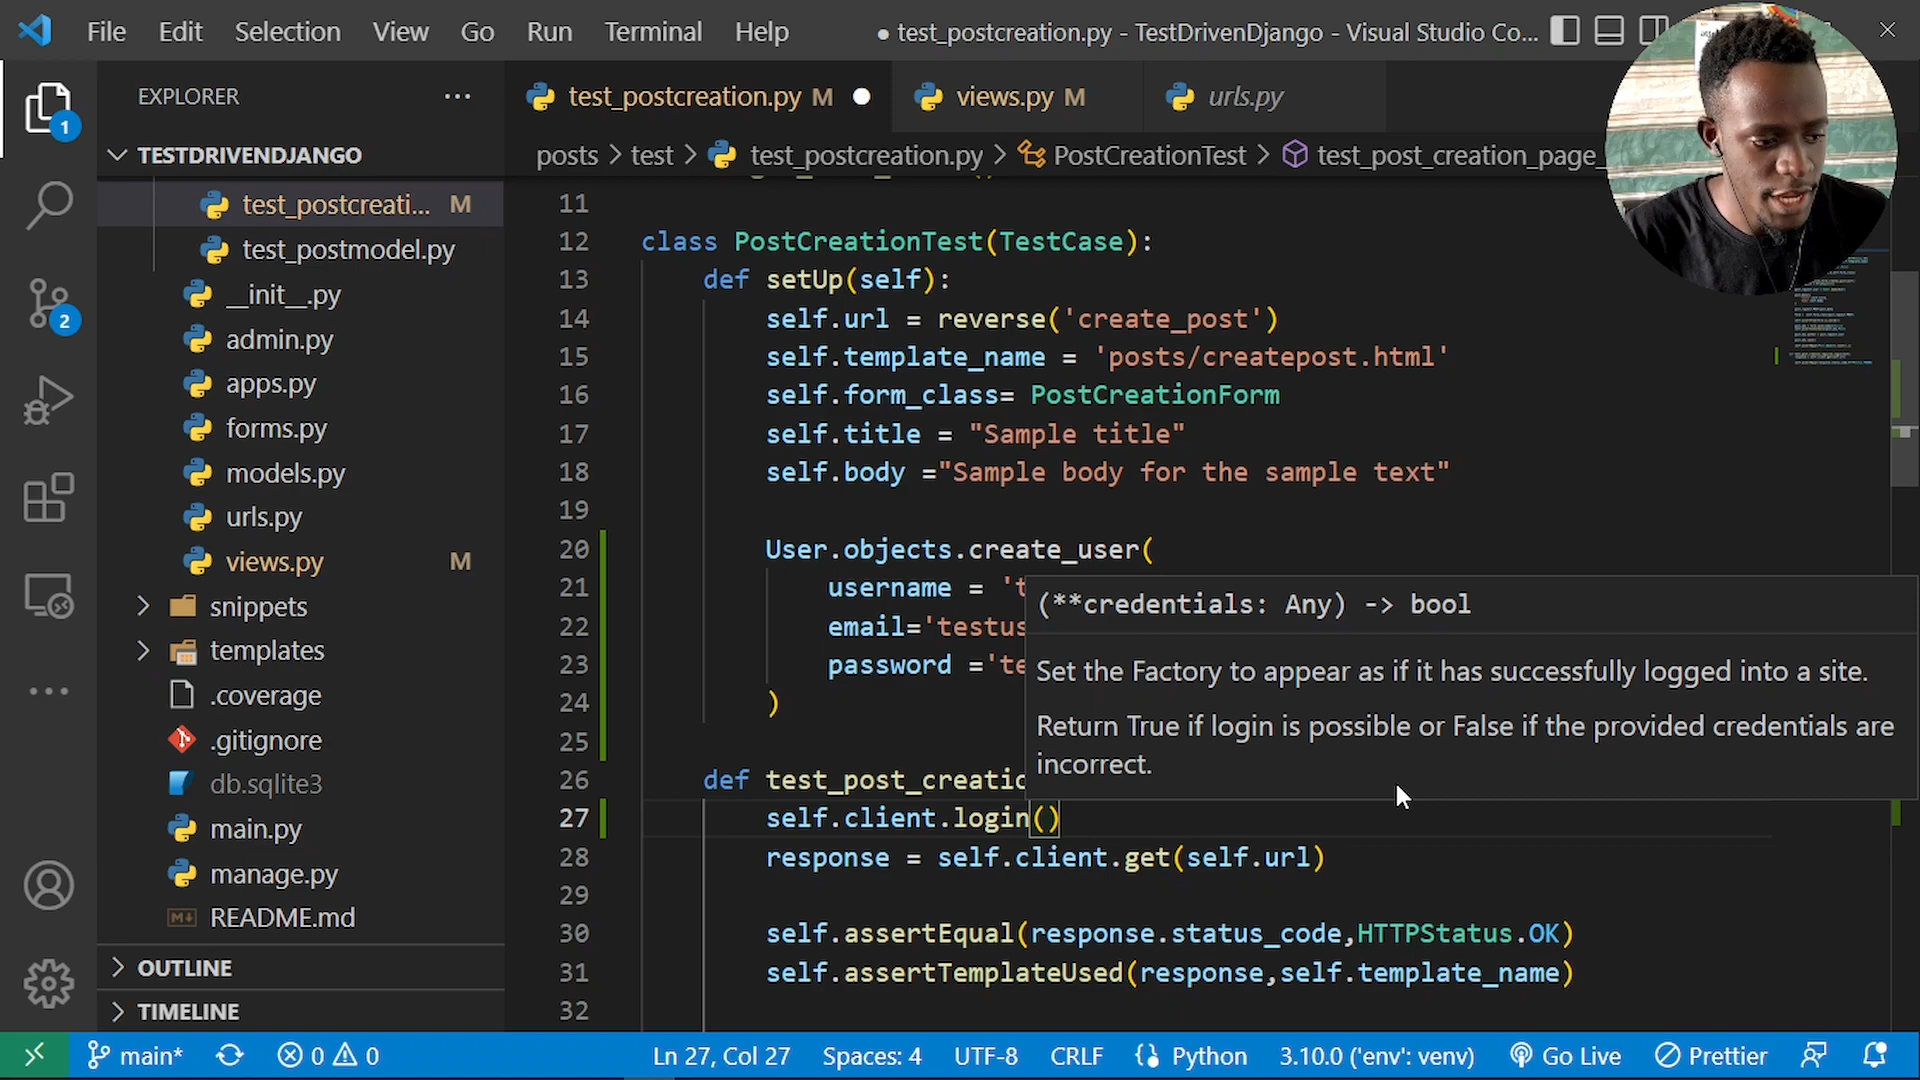 File Edit Selection View Go Run Terminal Help
● test_postcreation.py - TestDrivenDjango - Visual Studio Co...
EXPLORER ...
test_postcreation.py M
views.py M
urls.py
TESTDRIVENDJANGO
posts > test > test_postcreation.py > PostCreationTest > test_post_creation_page_
1
2
test_postcreati... M
test_postmodel.py
__init__.py
admin.py
apps.py
forms.py
models.py
urls.py
views.py M
snippets
templates
.coverage
.gitignore
db.sqlite3
main.py
manage.py
README.md
OUTLINE
TIMELINE
11
12 class PostCreationTest(TestCase):
13 def setUp(self):
14 self.url = reverse('create_post')
15 self.template_name = 'posts/createpost.html'
16 self.form_class= PostCreationForm
17 self.title = "Sample title"
18 self.body ="Sample body for the sample text"
19
20 User.objects.create_user(
21 username = 't
22 email='testus
23 password ='te
24 )
25
26 def test_post_creatio
27 self.client.login()
28 response = self.client.get(self.url)
29
30 self.assertEqual(response.status_code,HTTPStatus.OK)
31 self.assertTemplateUsed(response,self.template_name)
32
(**credentials: Any) -> bool
Set the Factory to appear as if it has successfully logged into a site.
Return True if login is possible or False if the provided credentials are
incorrect.
main* 0 0 Ln 27, Col 27 Spaces: 4 UTF-8 CRLF Python 3.10.0 ('env': venv) Go Live Prettier